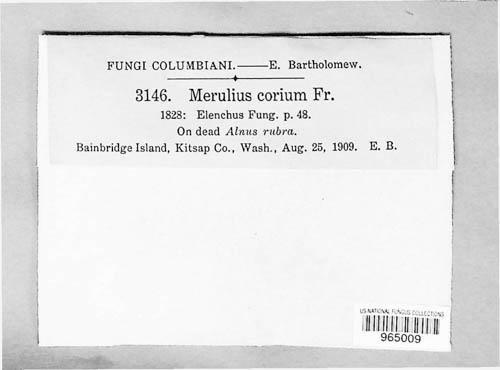 FUNGI COLUMBIANI.——E. Bartholomew.
3146. Merulius corium Fr.
1828: Elenchus Fung. p. 48.
On dead Alnus rubra.
Bainbridge Island, Kitsap Co., Wash., Aug. 25, 1909. E. B.
US NATIONAL FUNGUS COLLECTIONS
965009